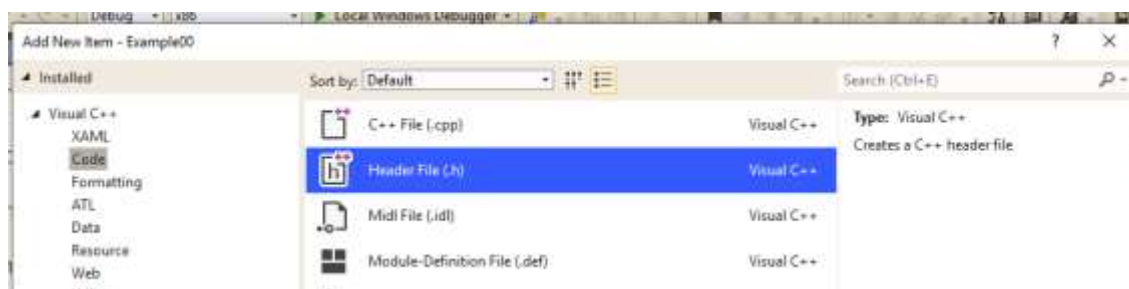 Debug x86 Local Windows Debugger
Add New Item - Example00 ? ×
Installed
Sort by: Default
Search (Ctrl+E)
Visual C++
XAML
Code
Formatting
ATL
Data
Resource
Web
C++ File (.cpp) Visual C++
Header File (.h) Visual C++
Midl File (.idl) Visual C++
Module-Definition File (.def) Visual C++
Type: Visual C++
Creates a C++ header file